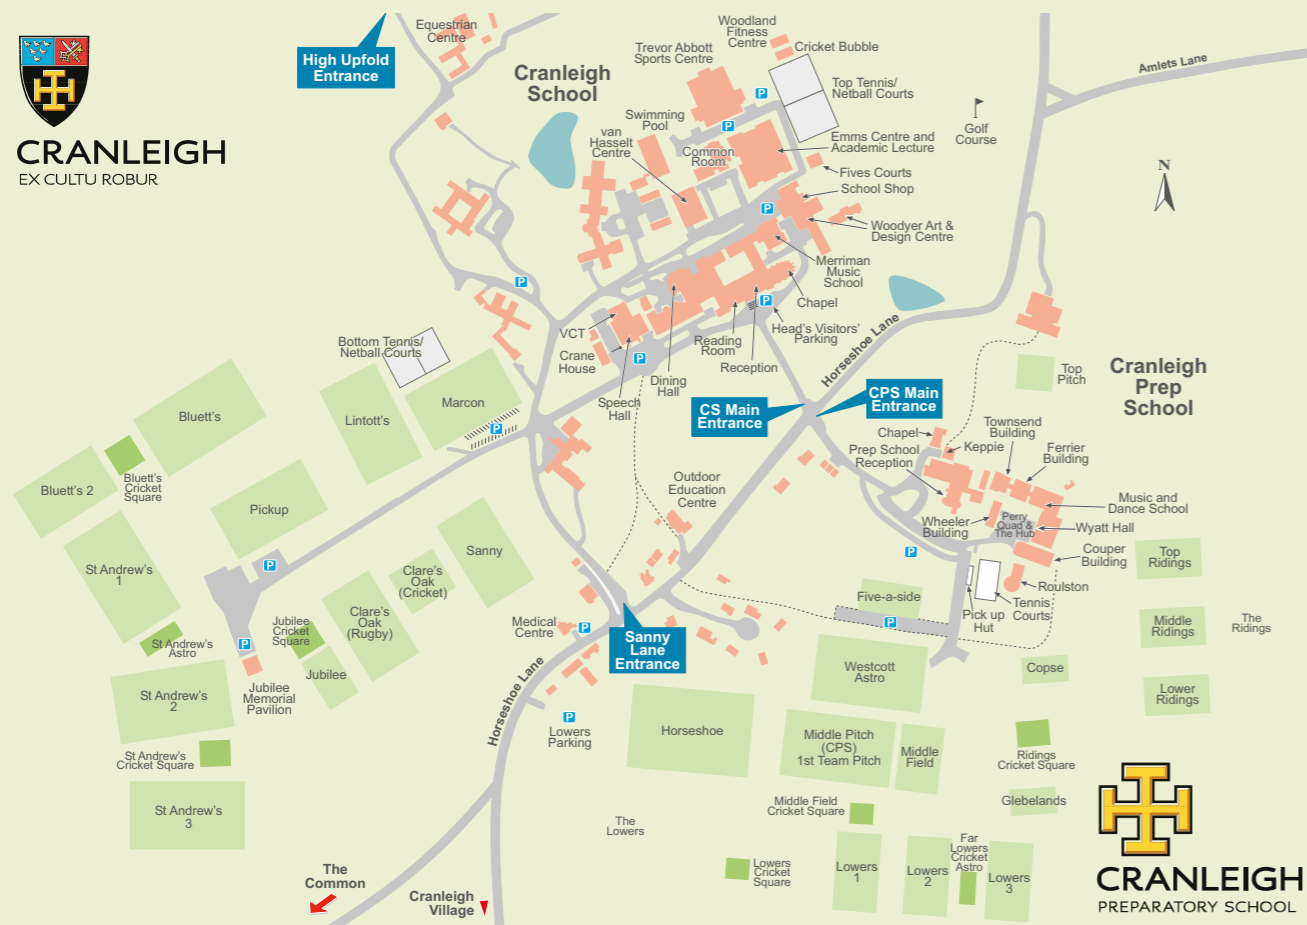 CRANLEIGH
EX CULTU ROBUR
High Upfold
Entrance
Equestrian
Centre
Cranleigh
School
Trevor Abbott
Sports Centre
Woodland
Fitness
Centre
Cricket Bubble
Top Tennis/
Netball Courts
Amlets Lane
Golf
Course
N
Swimming
Pool
van
Hasselt
Centre
Common
Room
Emms Centre and
Academic Lecture
Fives Courts
School Shop
Woodyer Art &
Design Centre
Merriman
Music
School
Chapel
Head's Visitors'
Parking
Reading
Room
Reception
VCT
Crane
House
Speech
Hall
Dining
Hall
P
P
P
P
P
P
P
P
P
P
P
P
P
Horseshoe Lane
CS Main
Entrance
CPS Main
Entrance
Cranleigh
Prep
School
Top
Pitch
Bottom Tennis/
Netball Courts
Bluett's
Lintott's
Marcon
Bluett's 2
Bluett's
Cricket
Square
Pickup
Sanny
St Andrew's
1
Clare's
Oak
(Cricket)
Clare's
Oak
(Rugby)
Jubilee
Cricket
Square
Jubilee
St Andrew's
Astro
St Andrew's
2
Jubilee
Memorial
Pavilion
St Andrew's
Cricket Square
St Andrew's
3
Outdoor
Education
Centre
Medical
Centre
Sanny
Lane
Entrance
Horseshoe Lane
Lowers
Parking
Chapel
Keppie
Townsend
Building
Ferrier
Building
Prep School
Reception
Music and
Dance School
Wheeler
Building
Perry
Quad &
The Hub
Wyatt Hall
Couper
Building
Roulston
Tennis
Courts
Pick up
Hut
Five-a-side
Top
Ridings
Middle
Ridings
The
Ridings
Lower
Ridings
Westcott
Astro
Copse
Horseshoe
Middle Pitch
(CPS)
1st Team Pitch
Middle
Field
Ridings
Cricket Square
Glebelands
Middle Field
Cricket Square
The
Lowers
Lowers
Cricket
Square
Lowers
1
Lowers
2
Far
Lowers
Cricket
Astro
Lowers
3
The
Common
Cranleigh
Village
CRANLEIGH
PREPARATORY SCHOOL